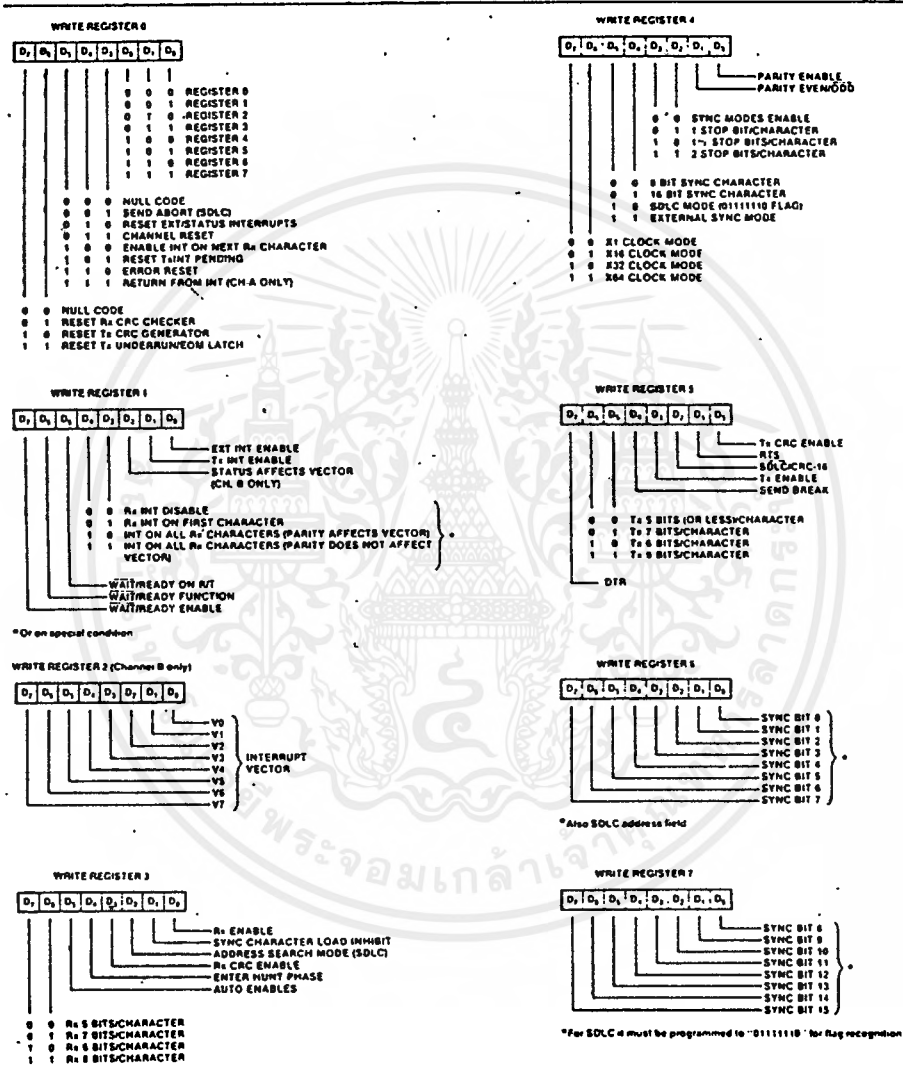 WRITE REGISTER 0
D7 D6 D5 D4 D3 D2 D1 D0
0 0 0 REGISTER 0
0 0 1 REGISTER 1
0 1 0 REGISTER 2
0 1 1 REGISTER 3
1 0 0 REGISTER 4
1 0 1 REGISTER 5
1 1 0 REGISTER 6
1 1 1 REGISTER 7
0 0 0 NULL CODE
0 0 1 SEND ABORT (SDLC)
0 1 0 RESET EXT/STATUS INTERRUPTS
0 1 1 CHANNEL RESET
1 0 0 ENABLE INT ON NEXT Rx CHARACTER
1 0 1 RESET TxINT PENDING
1 1 0 ERROR RESET
1 1 1 RETURN FROM INT (CH-A ONLY)
0 0 NULL CODE
0 1 RESET Rx CRC CHECKER
1 0 RESET Tx CRC GENERATOR
1 1 RESET Tx UNDERRUN/EOM LATCH
WRITE REGISTER 1
D7 D6 D5 D4 D3 D2 D1 D0
EXT INT ENABLE
Tx INT ENABLE
STATUS AFFECTS VECTOR
(CH. B ONLY)
0 0 Rx INT DISABLE
0 1 Rx INT ON FIRST CHARACTER
1 0 INT ON ALL Rx CHARACTERS (PARITY AFFECTS VECTOR)
1 1 INT ON ALL Rx CHARACTERS (PARITY DOES NOT AFFECT
VECTOR)
*
WAIT/READY ON R/T
WAIT/READY FUNCTION
WAIT/READY ENABLE
*Or on special condition
WRITE REGISTER 2 (Channel B only)
D7 D6 D5 D4 D3 D2 D1 D0
V0
V1
V2
V3
V4
V5
V6
V7
INTERRUPT
VECTOR
WRITE REGISTER 3
D7 D6 D5 D4 D3 D2 D1 D0
Rx ENABLE
SYNC CHARACTER LOAD INHIBIT
ADDRESS SEARCH MODE (SDLC)
Rx CRC ENABLE
ENTER HUNT PHASE
AUTO ENABLES
0 0 Rx 5 BITS/CHARACTER
0 1 Rx 7 BITS/CHARACTER
1 0 Rx 6 BITS/CHARACTER
1 1 Rx 8 BITS/CHARACTER
WRITE REGISTER 4
D7 D6 D5 D4 D3 D2 D1 D0
PARITY ENABLE
PARITY EVEN/ODD
0 0 SYNC MODES ENABLE
0 1 1 STOP BIT/CHARACTER
1 0 1½ STOP BITS/CHARACTER
1 1 2 STOP BITS/CHARACTER
0 0 8 BIT SYNC CHARACTER
0 1 16 BIT SYNC CHARACTER
1 0 SDLC MODE (01111110 FLAG)
1 1 EXTERNAL SYNC MODE
0 0 X1 CLOCK MODE
0 1 X16 CLOCK MODE
1 0 X32 CLOCK MODE
1 1 X64 CLOCK MODE
WRITE REGISTER 5
D7 D6 D5 D4 D3 D2 D1 D0
Tx CRC ENABLE
RTS
SDLC/CRC-16
Tx ENABLE
SEND BREAK
0 0 Tx 5 BITS (OR LESS)/CHARACTER
0 1 Tx 7 BITS/CHARACTER
1 0 Tx 6 BITS/CHARACTER
1 1 Tx 8 BITS/CHARACTER
DTR
WRITE REGISTER 6
D7 D6 D5 D4 D3 D2 D1 D0
SYNC BIT 0
SYNC BIT 1
SYNC BIT 2
SYNC BIT 3
SYNC BIT 4
SYNC BIT 5
SYNC BIT 6
SYNC BIT 7
*
*Also SDLC address field
WRITE REGISTER 7
D7 D6 D5 D4 D3 D2 D1 D0
SYNC BIT 8
SYNC BIT 9
SYNC BIT 10
SYNC BIT 11
SYNC BIT 12
SYNC BIT 13
SYNC BIT 14
SYNC BIT 15
*
*For SDLC it must be programmed to "01111110" for flag recognition